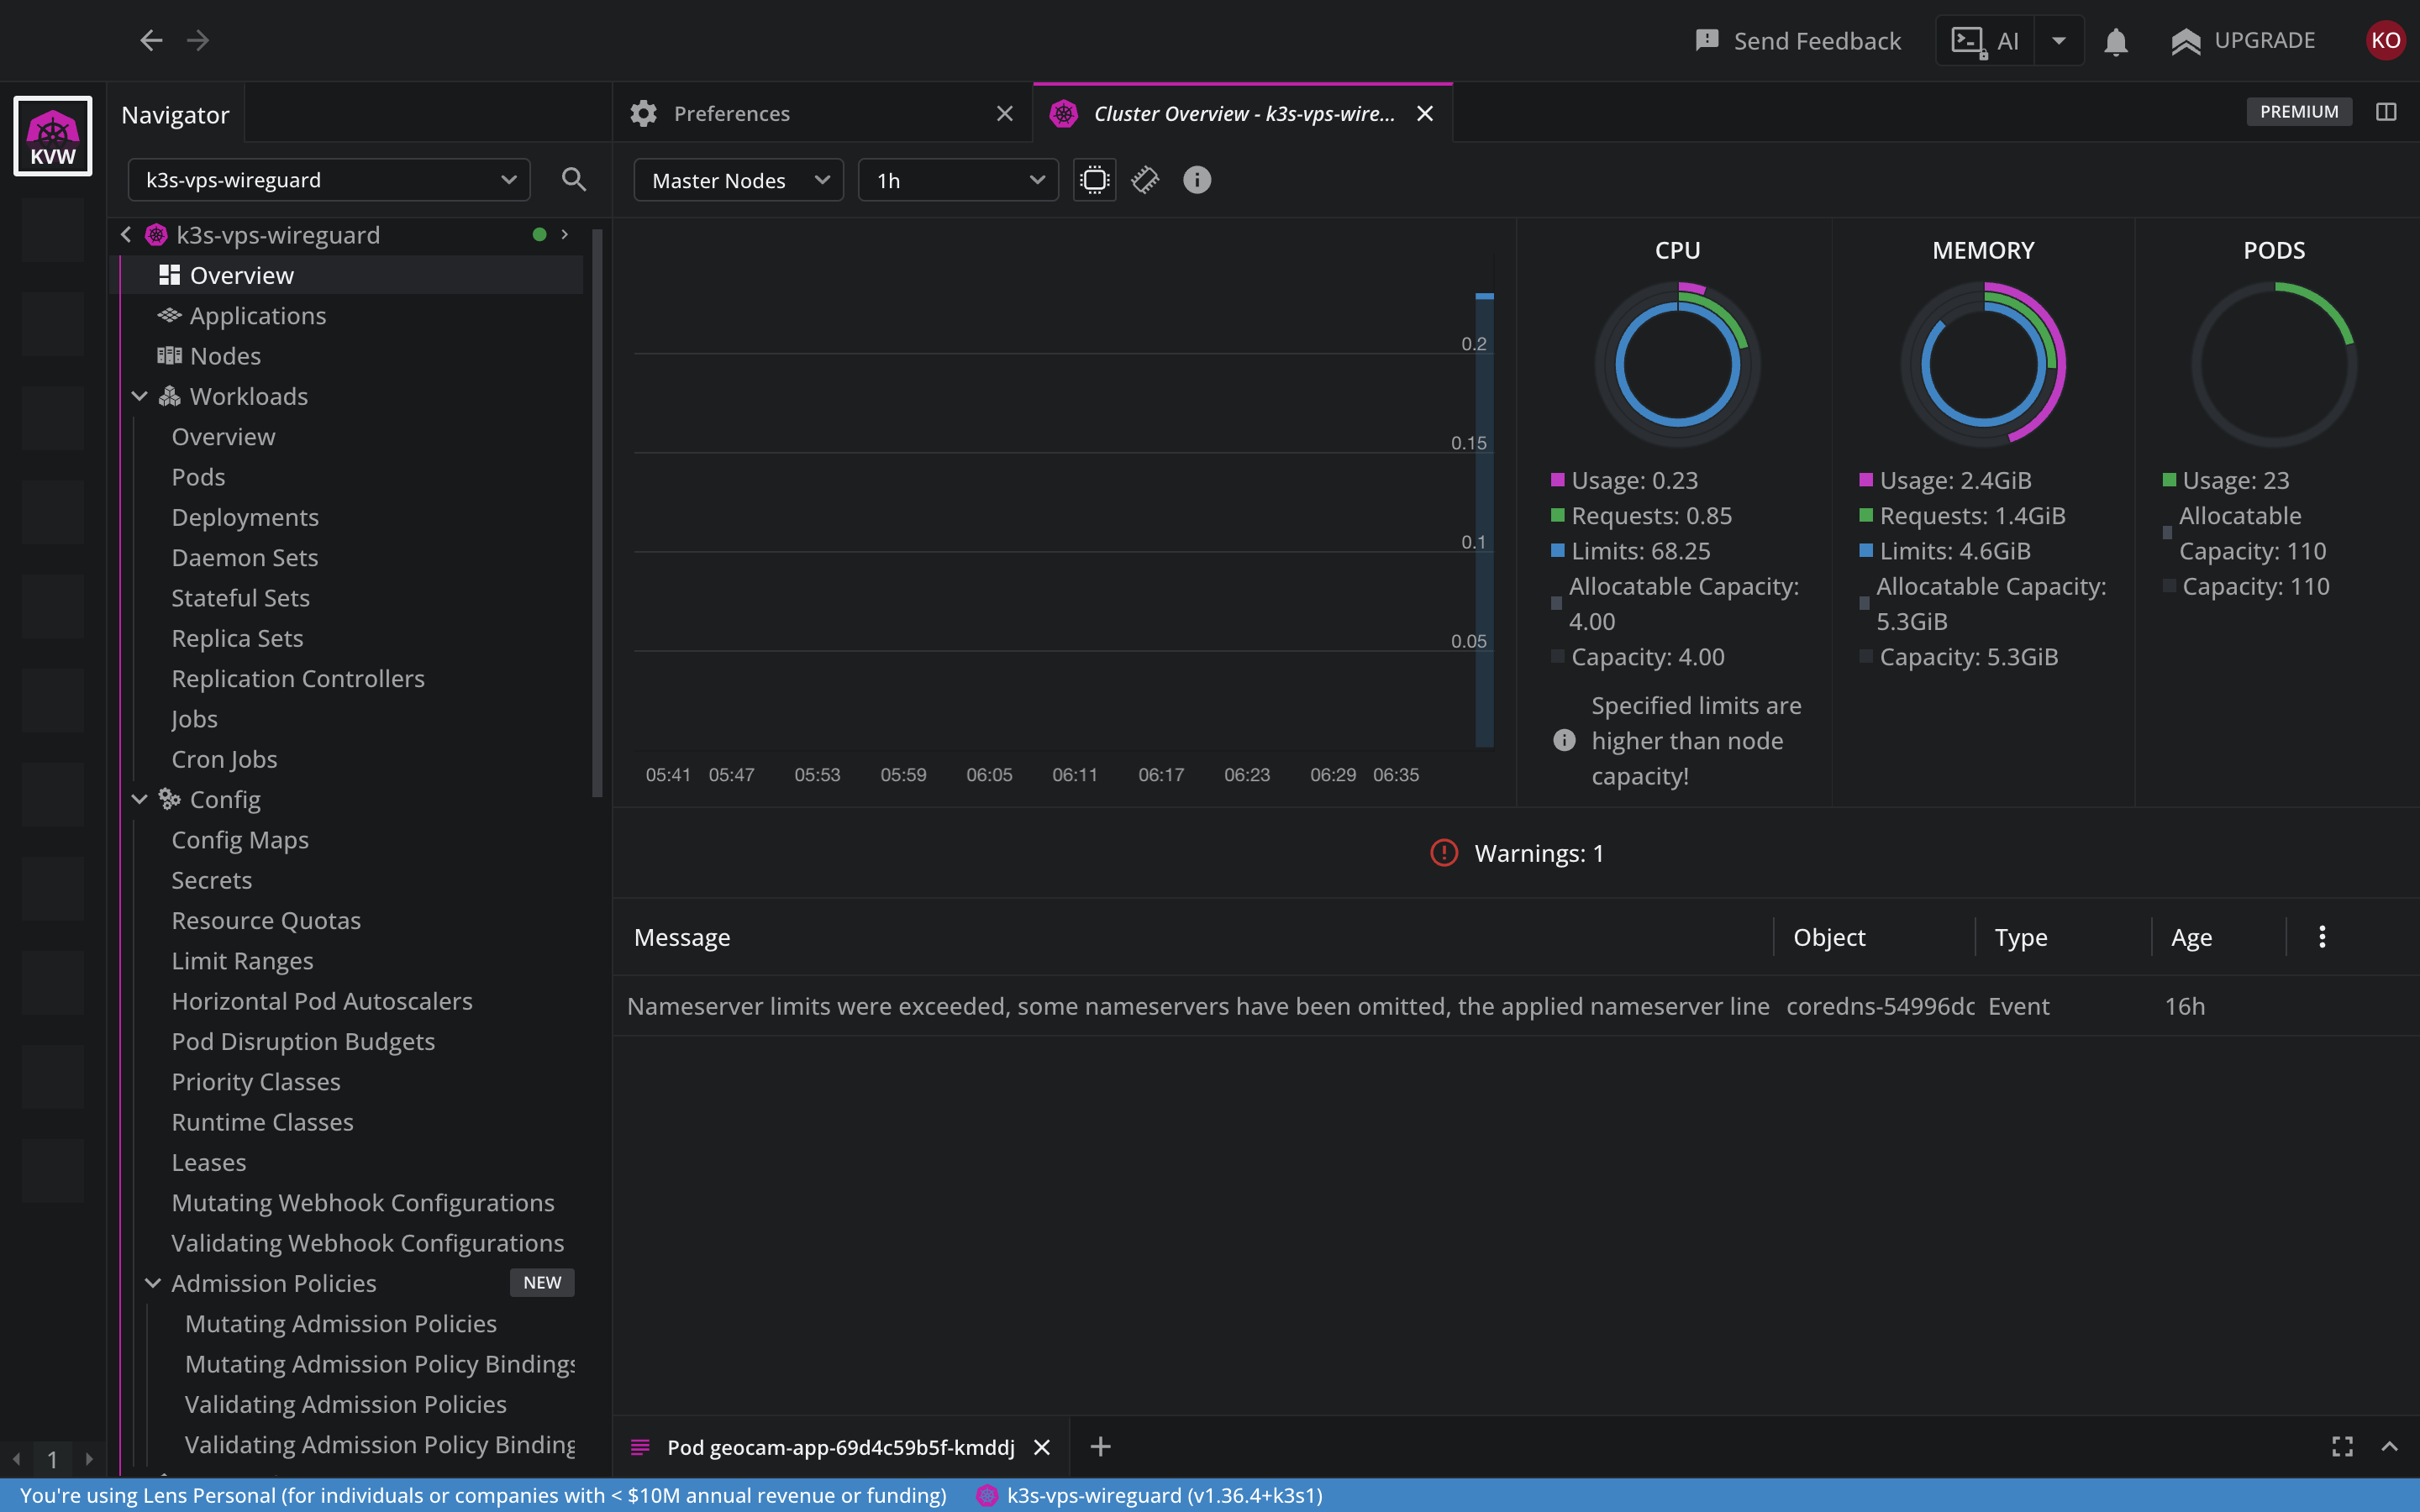 Send Feedback
AI
UPGRADE
KO
KVW
Navigator
Preferences
Cluster Overview - k3s-vps-wire...
PREMIUM
k3s-vps-wireguard
Master Nodes
1h
k3s-vps-wireguard
Overview
Applications
Nodes
Workloads
Overview
Pods
Deployments
Daemon Sets
Stateful Sets
Replica Sets
Replication Controllers
Jobs
Cron Jobs
Config
Config Maps
Secrets
Resource Quotas
Limit Ranges
Horizontal Pod Autoscalers
Pod Disruption Budgets
Priority Classes
Runtime Classes
Leases
Mutating Webhook Configurations
Validating Webhook Configurations
Admission Policies
NEW
Mutating Admission Policies
Mutating Admission Policy Bindings
Validating Admission Policies
Validating Admission Policy Binding
1
0.2
0.15
0.1
0.05
05:41 05:47 05:53 05:59 06:05 06:11 06:17 06:23 06:29 06:35
CPU
Usage: 0.23
Requests: 0.85
Limits: 68.25
Allocatable Capacity:
4.00
Capacity: 4.00
Specified limits are
higher than node
capacity!
MEMORY
Usage: 2.4GiB
Requests: 1.4GiB
Limits: 4.6GiB
Allocatable Capacity:
5.3GiB
Capacity: 5.3GiB
PODS
Usage: 23
Allocatable
Capacity: 110
Capacity: 110
Warnings: 1
Message Object Type Age
Nameserver limits were exceeded, some nameservers have been omitted, the applied nameserver line coredns-54996dc Event 16h
Pod geocam-app-69d4c59b5f-kmddj
You're using Lens Personal (for individuals or companies with < $10M annual revenue or funding)
k3s-vps-wireguard (v1.36.4+k3s1)